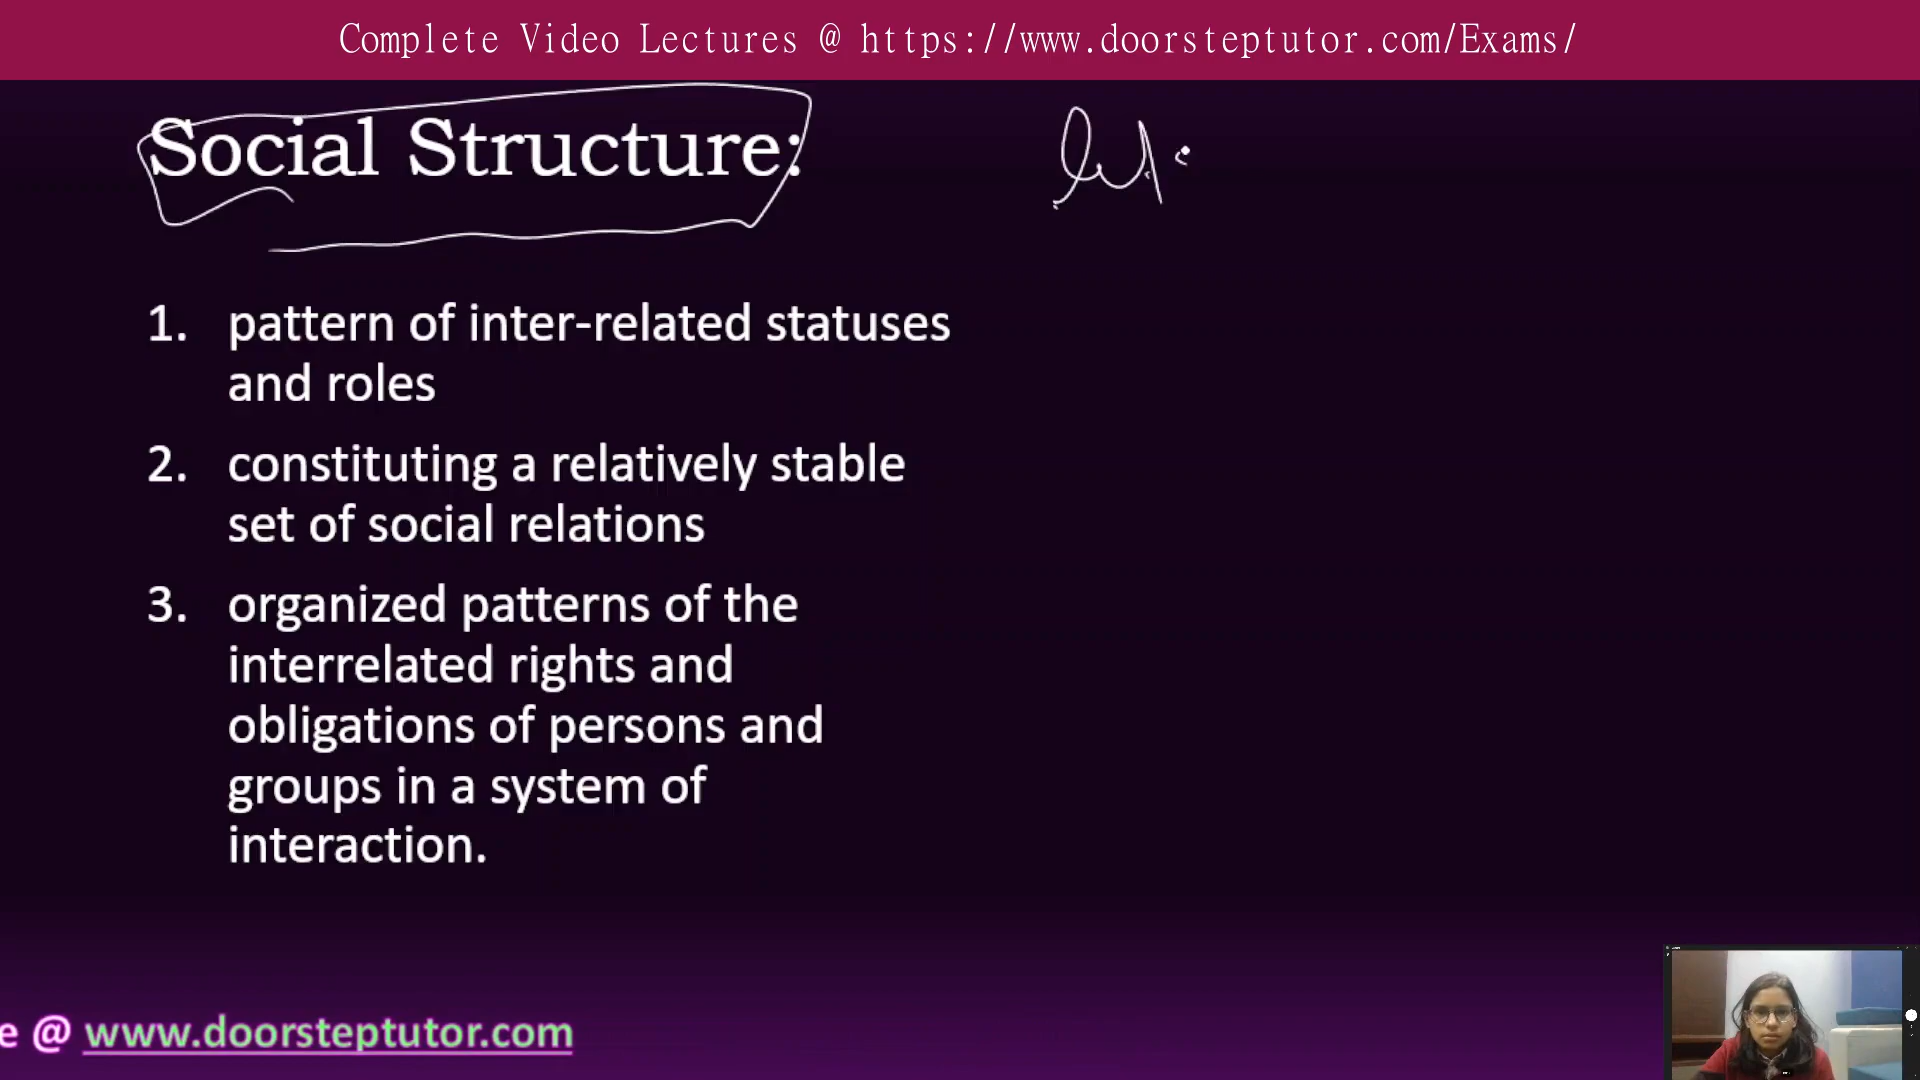 Complete Video Lectures @ https://www.doorsteptutor.com/Exams/
Social Structure:
1. pattern of inter-related statuses
and roles
2. constituting a relatively stable
set of social relations
3. organized patterns of the
interrelated rights and
obligations of persons and
groups in a system of
interaction.
e @ www.doorsteptutor.com